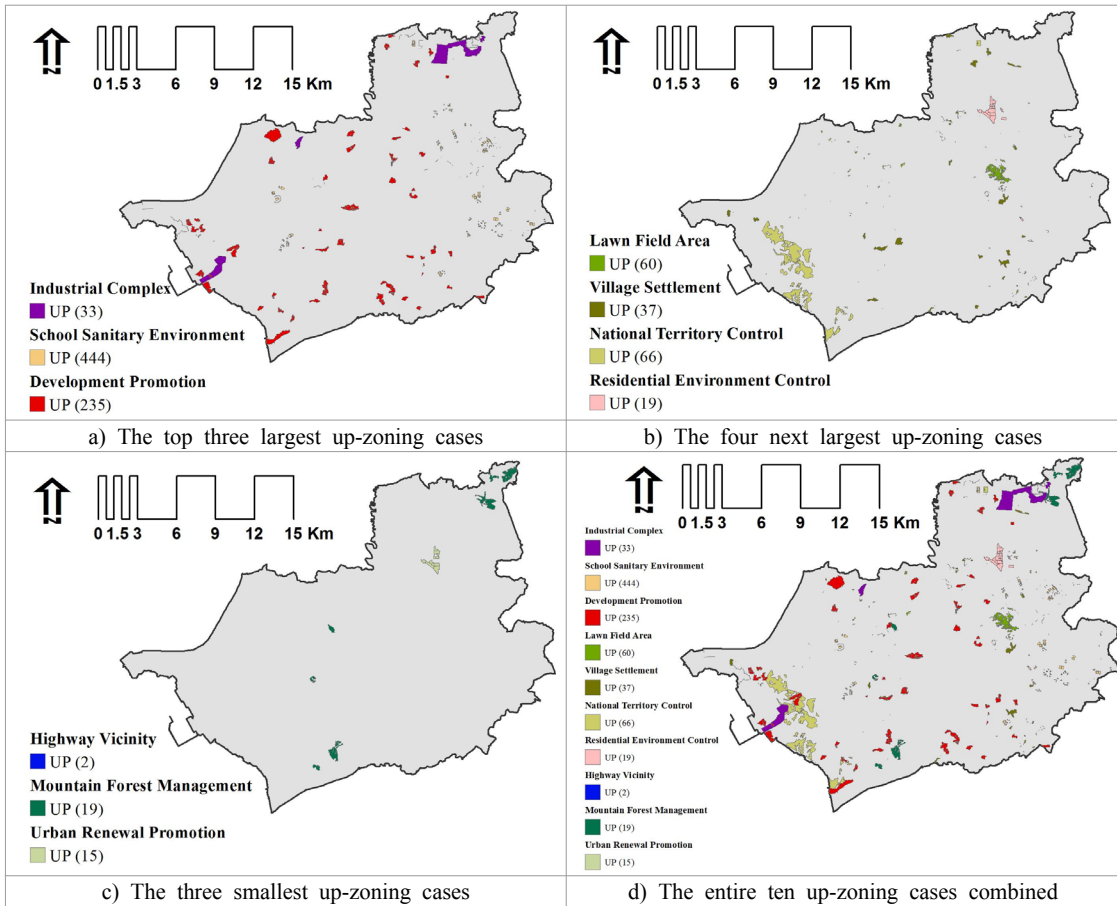 N
0 1.5 3 6 9 12 15 Km
Industrial Complex
UP (33)
School Sanitary Environment
UP (444)
Development Promotion
UP (235)
a) The top three largest up-zoning cases
N
0 1.5 3 6 9 12 15 Km
Lawn Field Area
UP (60)
Village Settlement
UP (37)
National Territory Control
UP (66)
Residential Environment Control
UP (19)
b) The four next largest up-zoning cases
N
0 1.5 3 6 9 12 15 Km
Highway Vicinity
UP (2)
Mountain Forest Management
UP (19)
Urban Renewal Promotion
UP (15)
c) The three smallest up-zoning cases
N
0 1.5 3 6 9 12 15 Km
Industrial Complex
UP (33)
School Sanitary Environment
UP (444)
Development Promotion
UP (235)
Lawn Field Area
UP (60)
Village Settlement
UP (37)
National Territory Control
UP (66)
Residential Environment Control
UP (19)
Highway Vicinity
UP (2)
Mountain Forest Management
UP (19)
Urban Renewal Promotion
UP (15)
d) The entire ten up-zoning cases combined